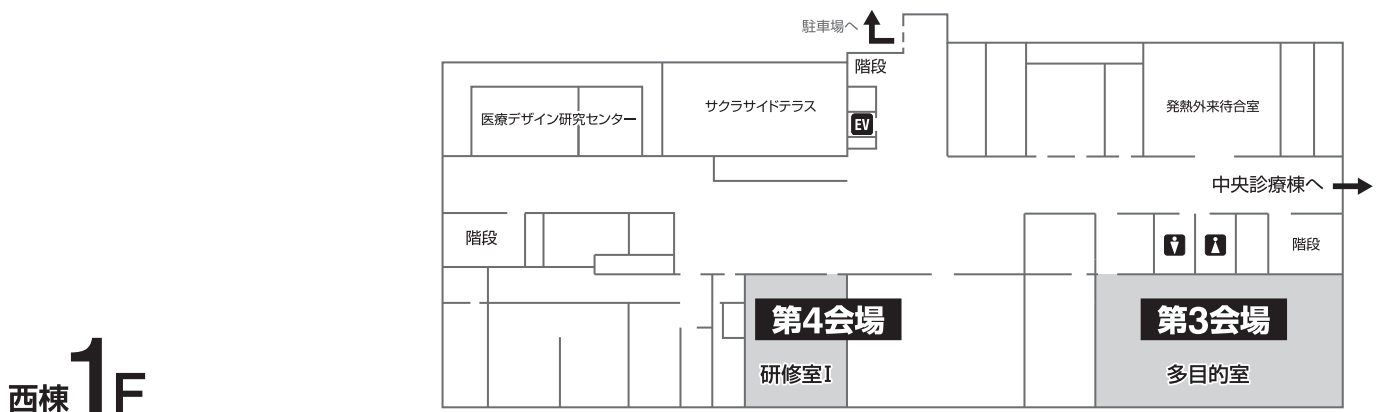 駐車場へ
階段
医療デザイン研究センター
サクラサイドテラス
EV
発熱外来待合室
中央診療棟へ
階段
階段
第4会場
第3会場
研修室I
多目的室
西棟1F